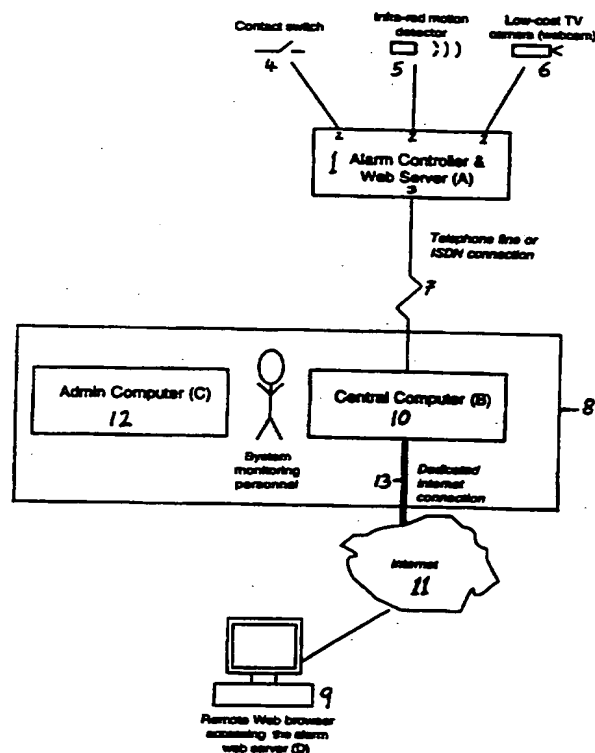 Contact switch
4
Infra-red motion
detector
5
Low-cost TV
camera (webcam)
6
2 2 2
1 Alarm Controller &
Web Server (A)
3
Telephone line or
ISDN connection
7
8
Admin Computer (C)
12
System
monitoring
personnel
Central Computer (B)
10
13
Dedicated
Internet
connection
Internet
11
9
Remote Web browser
accessing the alarm
web server (D)